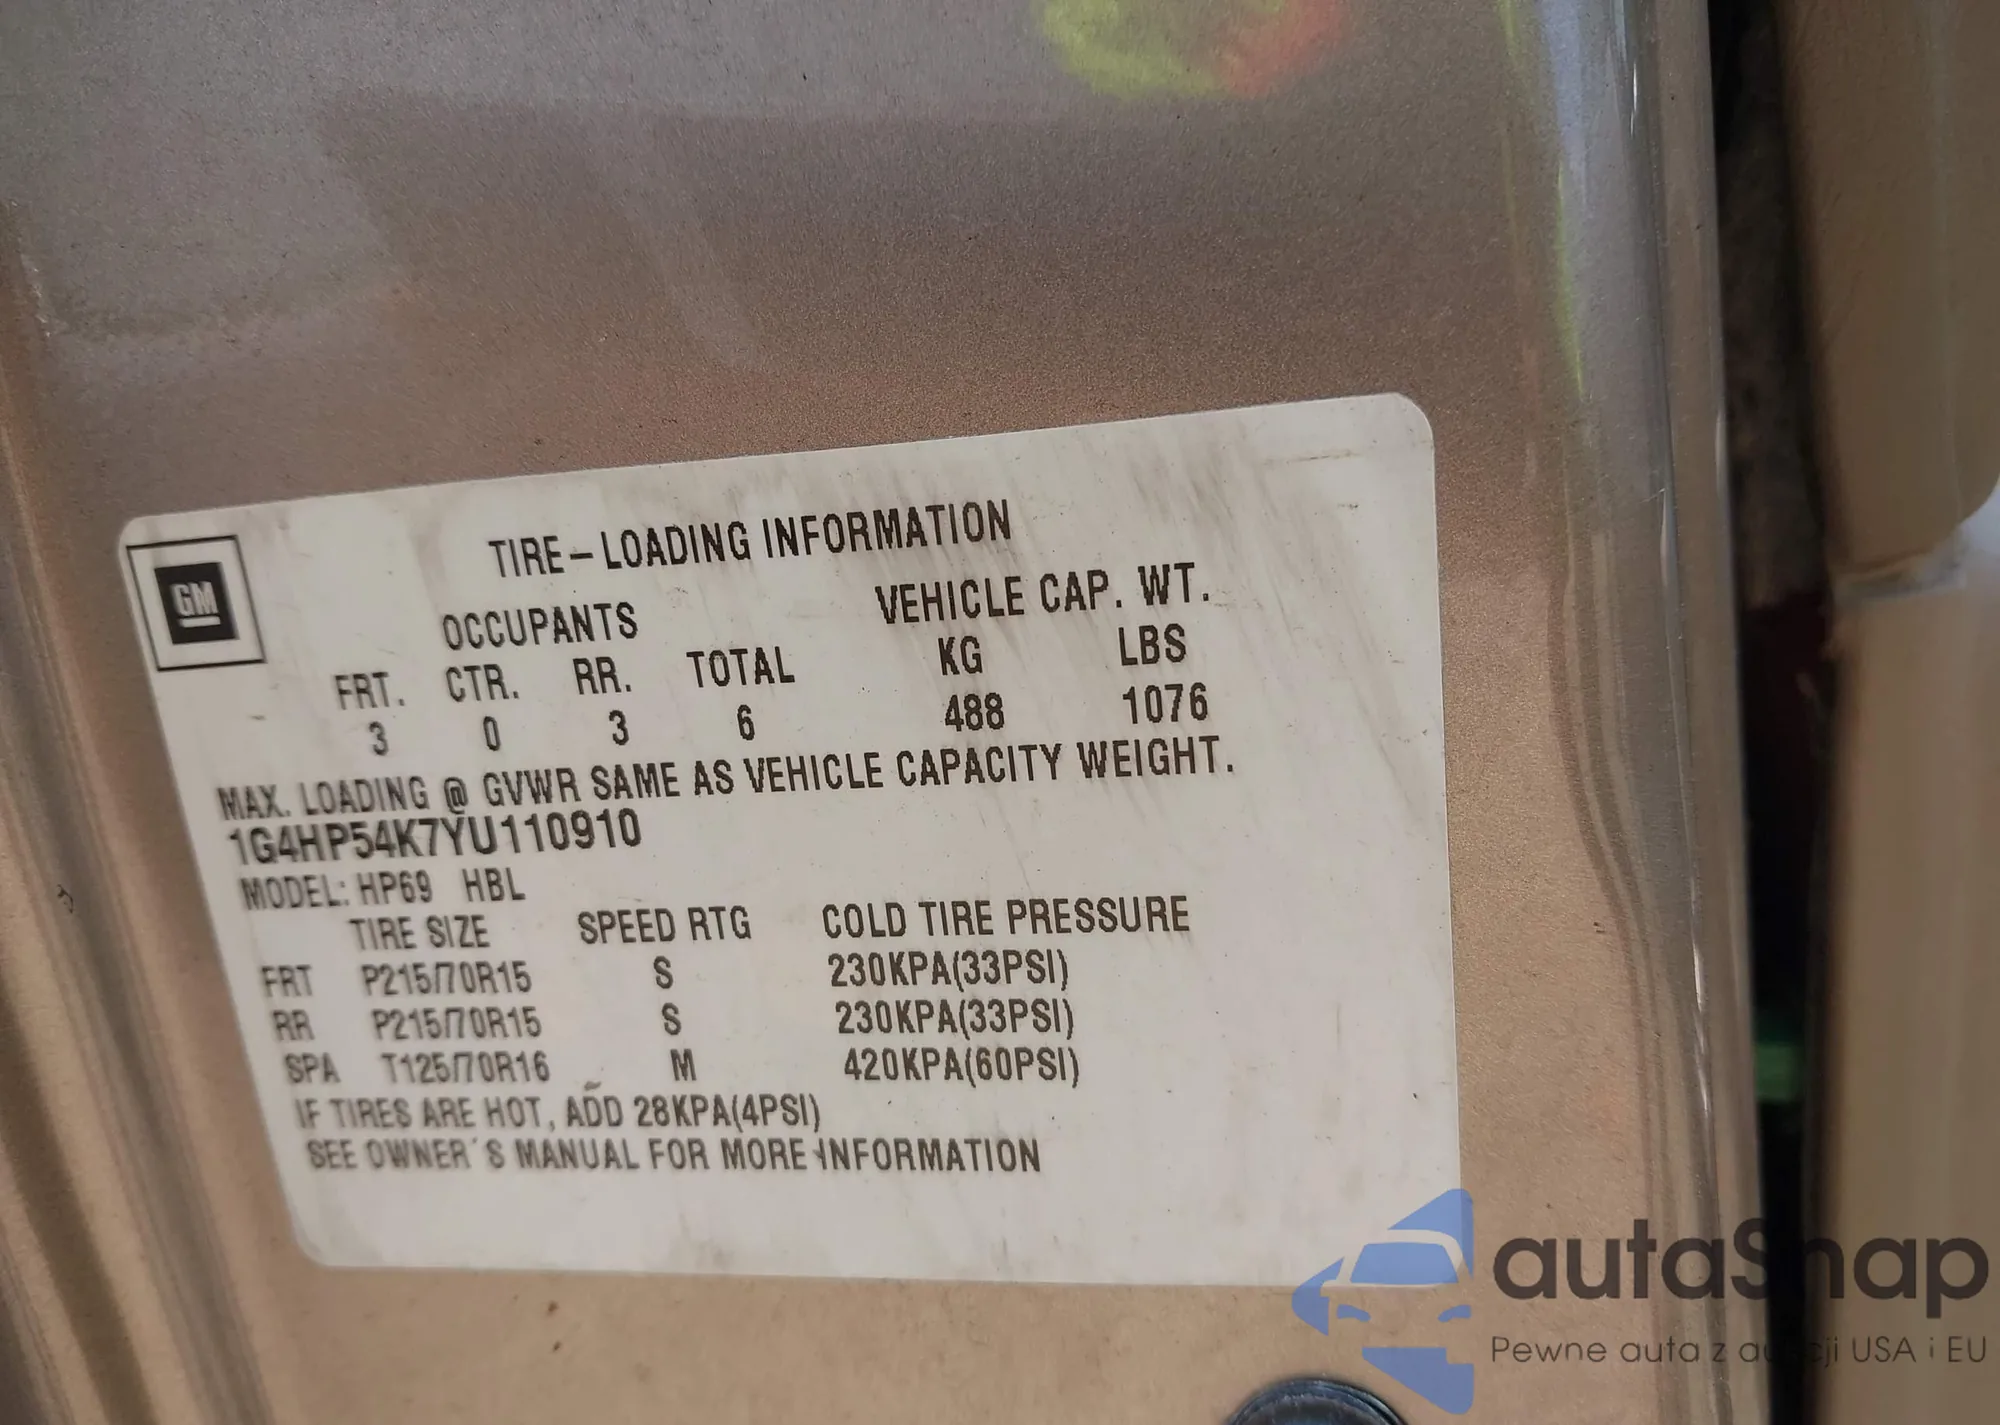 GM
TIRE-LOADING INFORMATION
OCCUPANTS VEHICLE CAP. WT.
FRT. CTR. RR. TOTAL KG LBS
3 0 3 6 488 1076
MAX. LOADING @ GVWR SAME AS VEHICLE CAPACITY WEIGHT.
1G4HP54K7YU110910
MODEL: HP69 HBL
TIRE SIZE SPEED RTG COLD TIRE PRESSURE
FRT P215/70R15 S 230KPA(33PSI)
RR P215/70R15 S 230KPA(33PSI)
SPA T125/70R16 M 420KPA(60PSI)
IF TIRES ARE HOT, ADD 28KPA(4PSI)
SEE OWNER'S MANUAL FOR MORE INFORMATION
autaSnap
Pewne auta z aukcji USA i EU